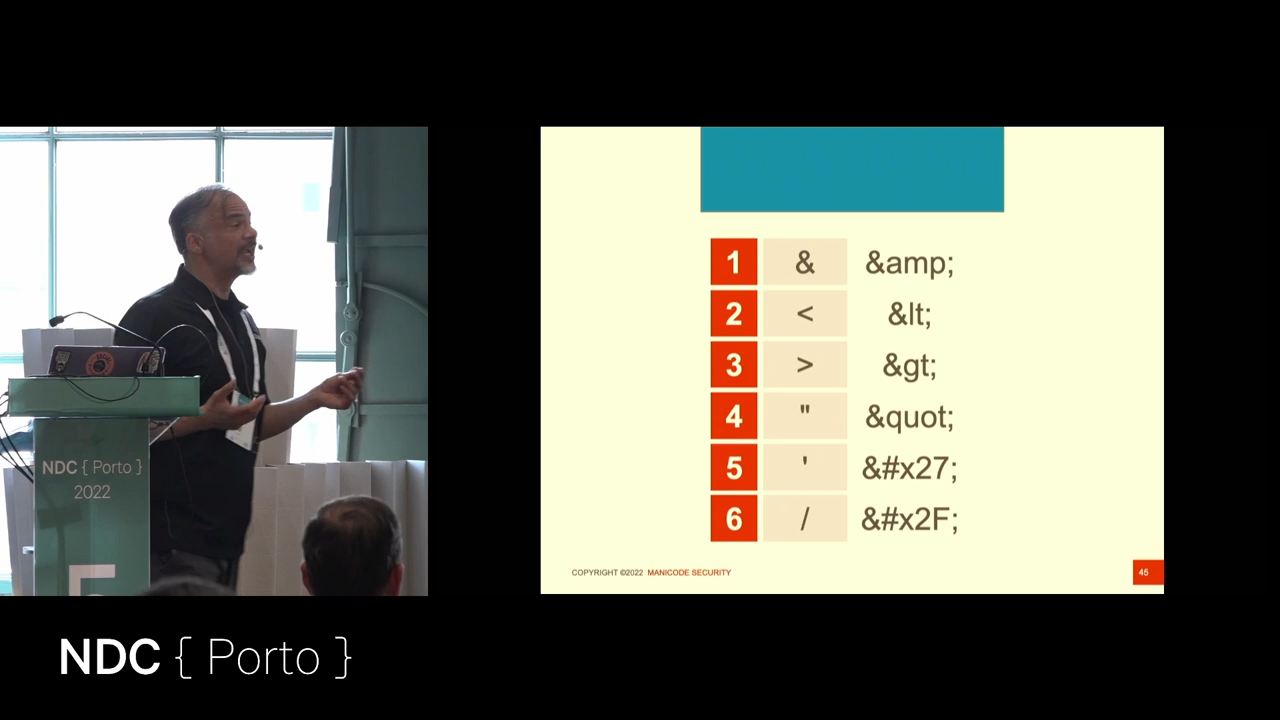 NDC { Porto }
2022
5
1 & &amp;
2 < &lt;
3 > &gt;
4 " &quot;
5 ' &#x27;
6 / &#x2F;
COPYRIGHT ©2022 MANICODE SECURITY
45
NDC { Porto }